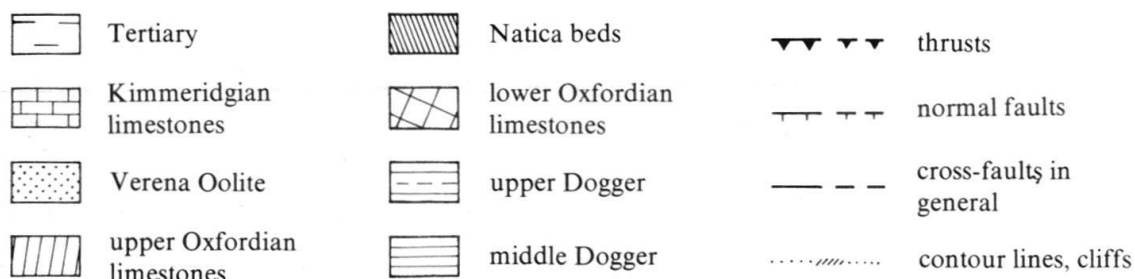 Tertiary
Kimmeridgian
limestones
Verena Oolite
upper Oxfordian
limestones
Natica beds
lower Oxfordian
limestones
upper Dogger
middle Dogger
thrusts
normal faults
cross-faults in
general
contour lines, cliffs